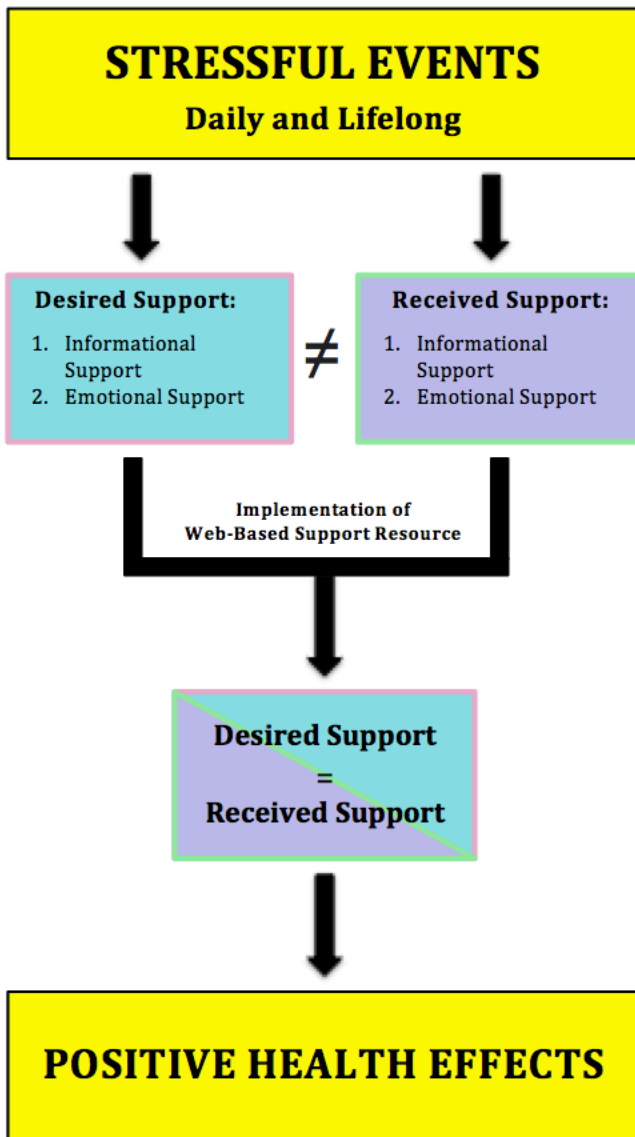 STRESSFUL EVENTS
Daily and Lifelong
Desired Support:
1. Informational
Support
2. Emotional Support
≠
Received Support:
1. Informational
Support
2. Emotional Support
Implementation of
Web-Based Support Resource
Desired Support
=
Received Support
POSITIVE HEALTH EFFECTS